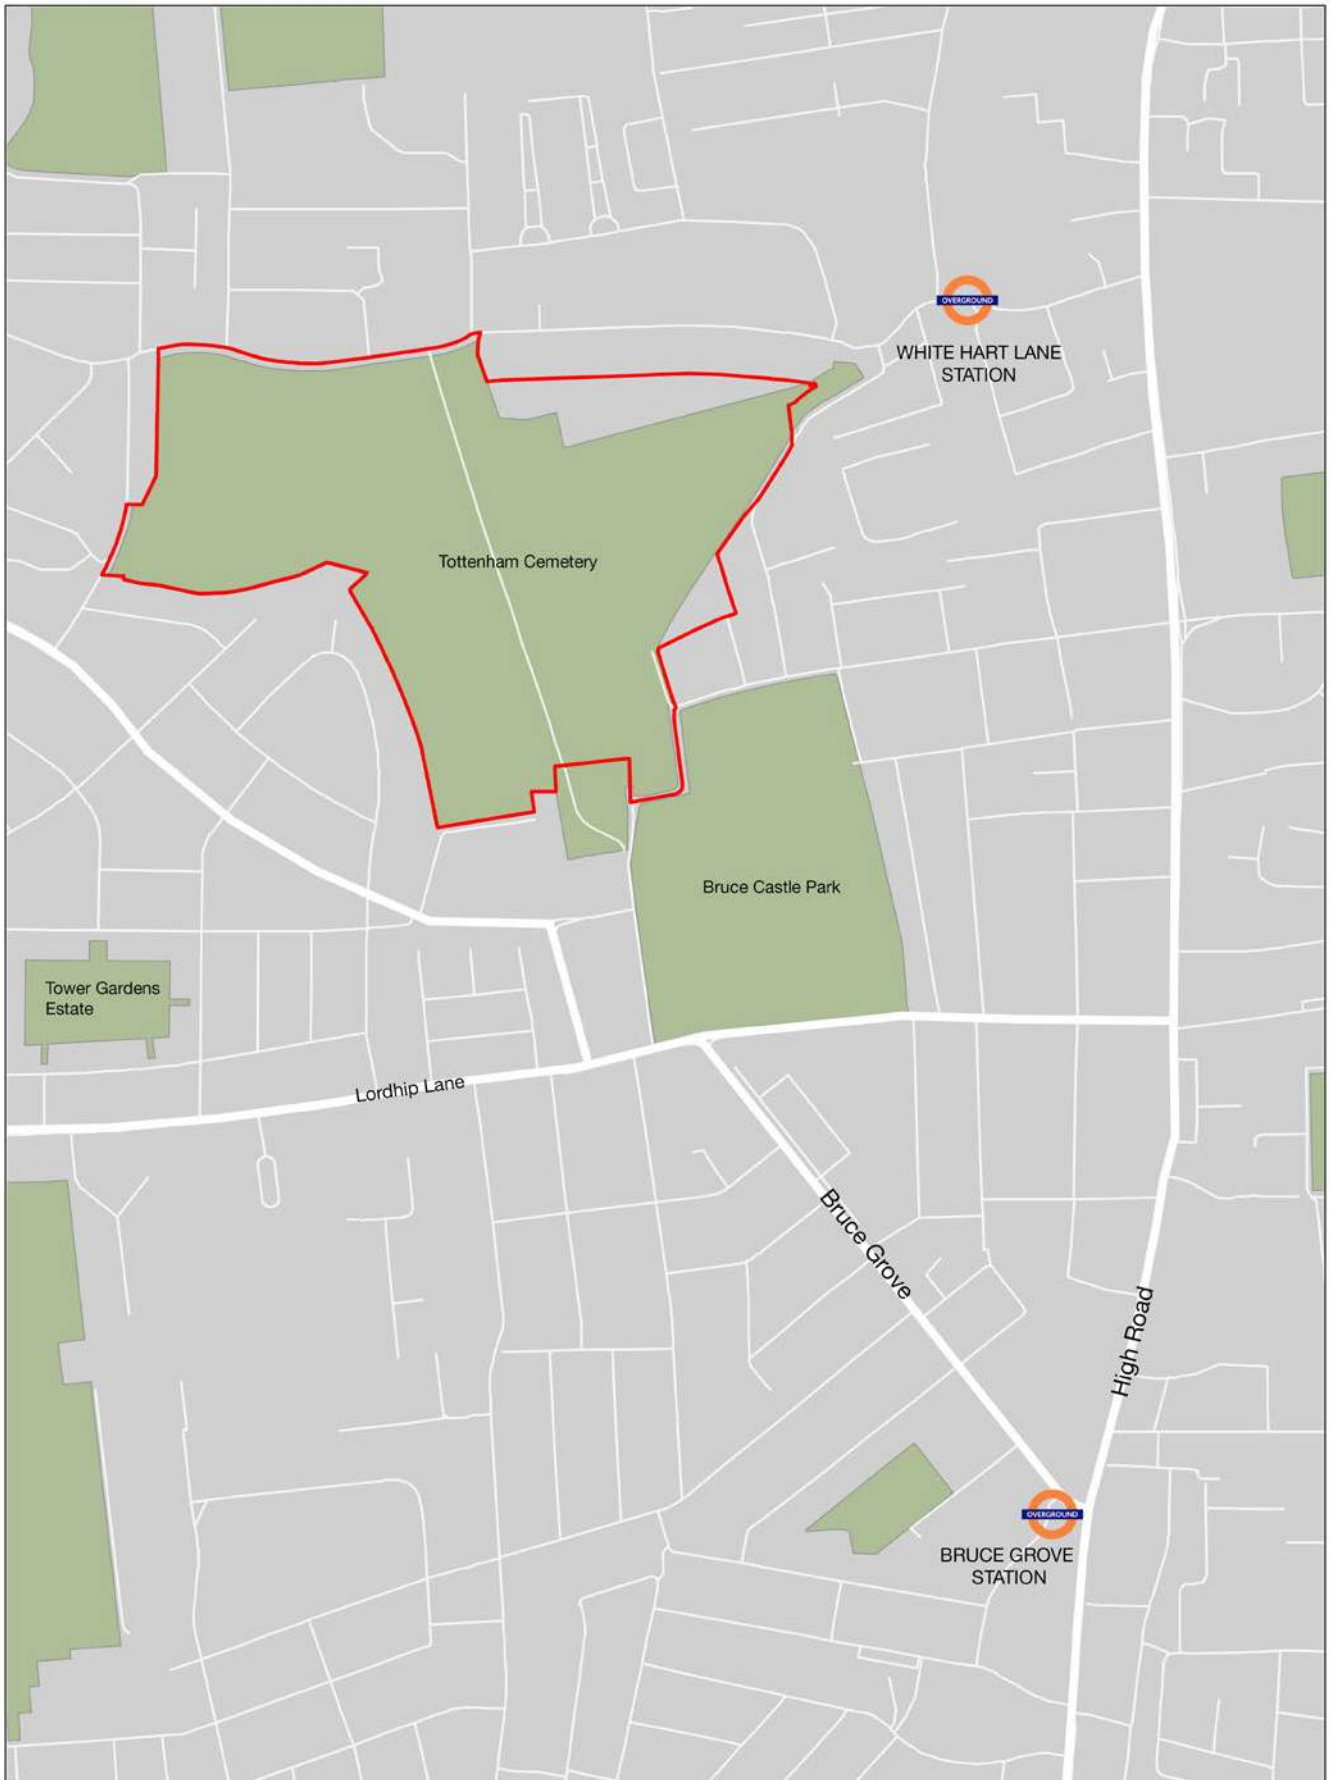 OVERGROUND
WHITE HART LANE
STATION
Tottenham Cemetery
Bruce Castle Park
Tower Gardens
Estate
Lordhip Lane
Bruce Grove
High Road
OVERGROUND
BRUCE GROVE
STATION